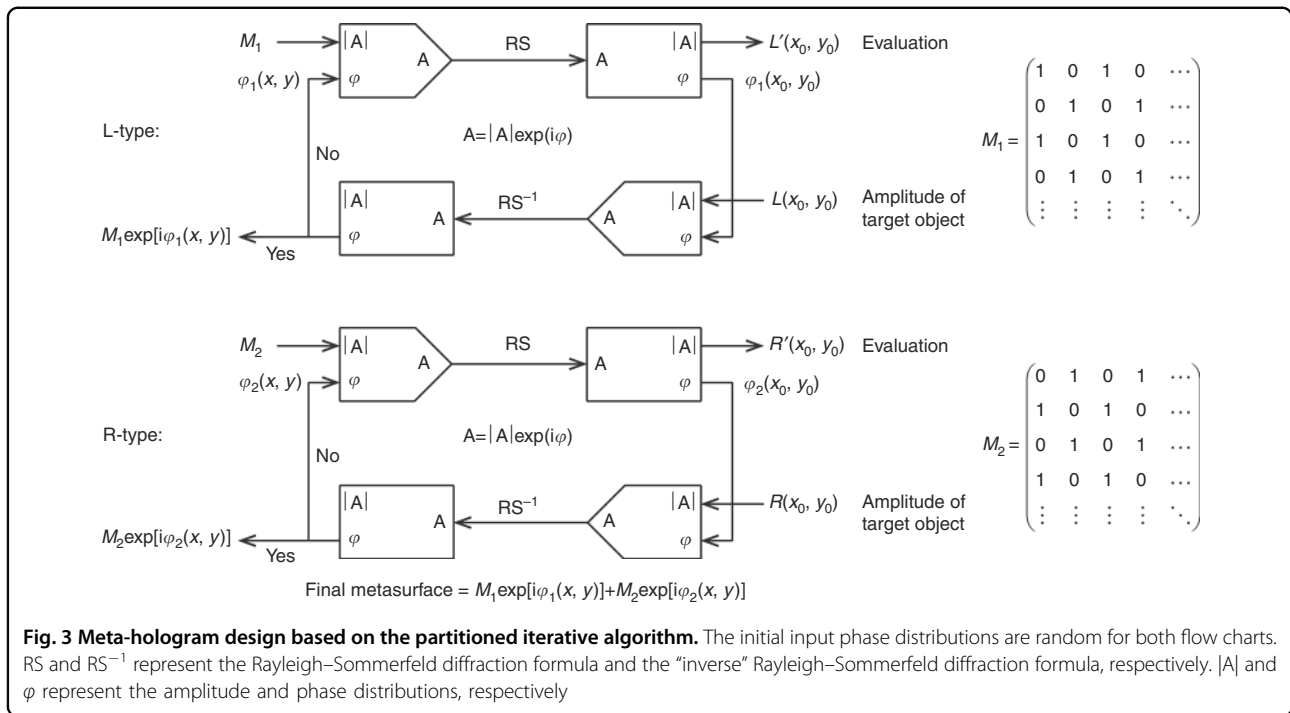 M₁ |A| A RS A |A| L′(x₀, y₀) Evaluation
φ₁(x, y) φ φ φ₁(x₀, y₀)
L-type: A=|A|exp(iφ)
No
|A| A RS⁻¹ A |A| L(x₀, y₀) Amplitude of
target object
M₁exp[iφ₁(x, y)] φ φ
Yes
M₁ =
1 0 1 0 ⋯
0 1 0 1 ⋯
1 0 1 0 ⋯
0 1 0 1 ⋯
⋮ ⋮ ⋮ ⋮ ⋱
M₂ |A| A RS A |A| R′(x₀, y₀) Evaluation
φ₂(x, y) φ φ φ₂(x₀, y₀)
R-type: A=|A|exp(iφ)
No
|A| A RS⁻¹ A |A| R(x₀, y₀) Amplitude of
target object
M₂exp[iφ₂(x, y)] φ φ
Yes
M₂ =
0 1 0 1 ⋯
1 0 1 0 ⋯
0 1 0 1 ⋯
1 0 1 0 ⋯
⋮ ⋮ ⋮ ⋮ ⋱
Final metasurface = M₁exp[iφ₁(x, y)]+M₂exp[iφ₂(x, y)]
Fig. 3 Meta-hologram design based on the partitioned iterative algorithm. The initial input phase distributions are random for both flow charts.
RS and RS⁻¹ represent the Rayleigh–Sommerfeld diffraction formula and the “inverse” Rayleigh–Sommerfeld diffraction formula, respectively. |A| and
φ represent the amplitude and phase distributions, respectively